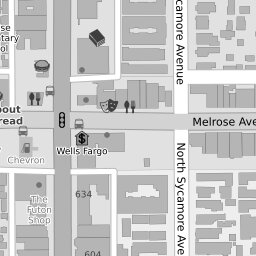 Sycamore Avenue
se
tary
ol
bout
read
Melrose Ave
Chevron
Wells Fargo
North Sycamore Ave
The
Futon
Shop
634
604